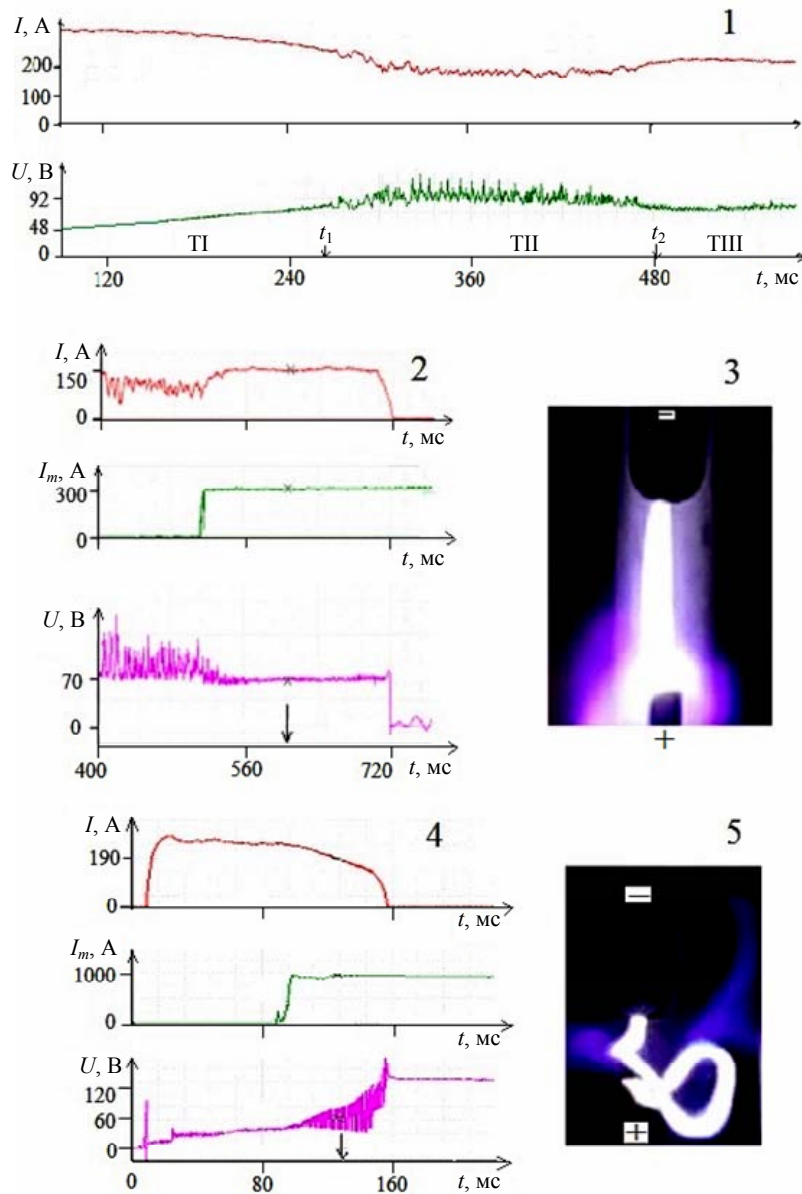 I, А
1
200
100
0
U, В
92
48
0
TI
t1
TII
t2
TIII
120
240
360
480
t, мс
I, А
2
150
0
t, мс
Im, А
300
0
t, мс
U, В
70
0
400
560
720
t, мс
3
−
+
I, А
4
190
0
t, мс
Im, А
1000
0
t, мс
U, В
120
60
0
80
160
t, мс
5
−
+